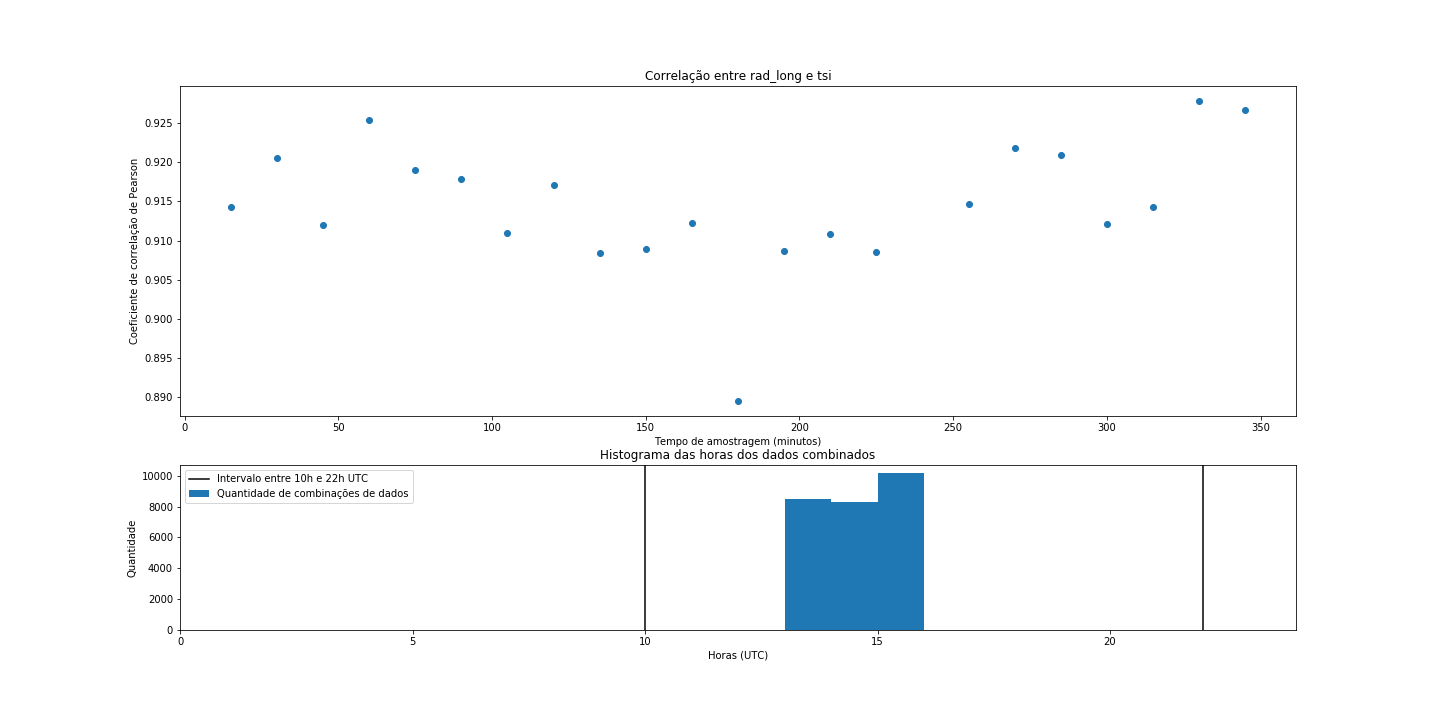 Correlação entre rad_long e tsi
Coeficiente de correlação de Pearson
0.925
0.920
0.915
0.910
0.905
0.900
0.895
0.890
0 50 100 150 200 250 300 350
Tempo de amostragem (minutos)
Histograma das horas dos dados combinados
Quantidade
10000
8000
6000
4000
2000
0
Intervalo entre 10h e 22h UTC
Quantidade de combinações de dados
0 5 10 15 20
Horas (UTC)